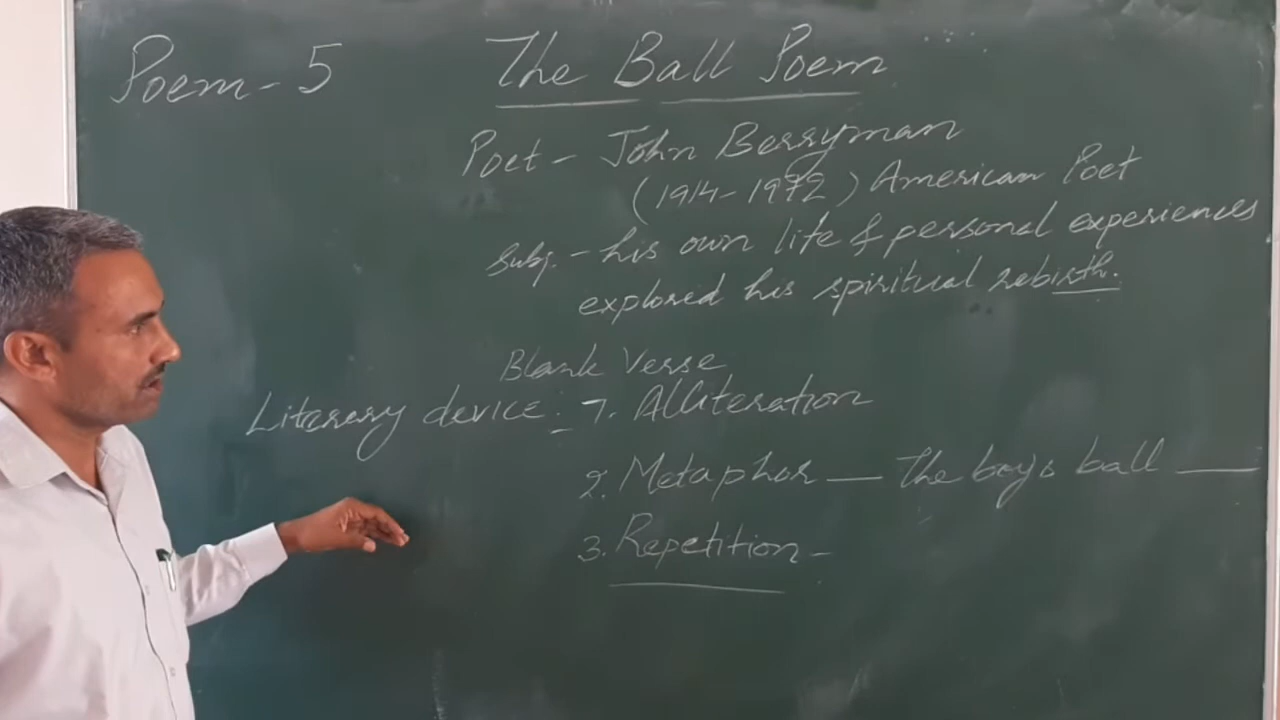 Poem-5
The Ball Poem
Poet - John Berryman
(1914-1972) American Poet
Subj. - his own life & personal experiences
explored his spiritual rebirth.
Blank Verse
Literary device: 1. Alliteration
2. Metaphor — The boy's ball —
3. Repetition -